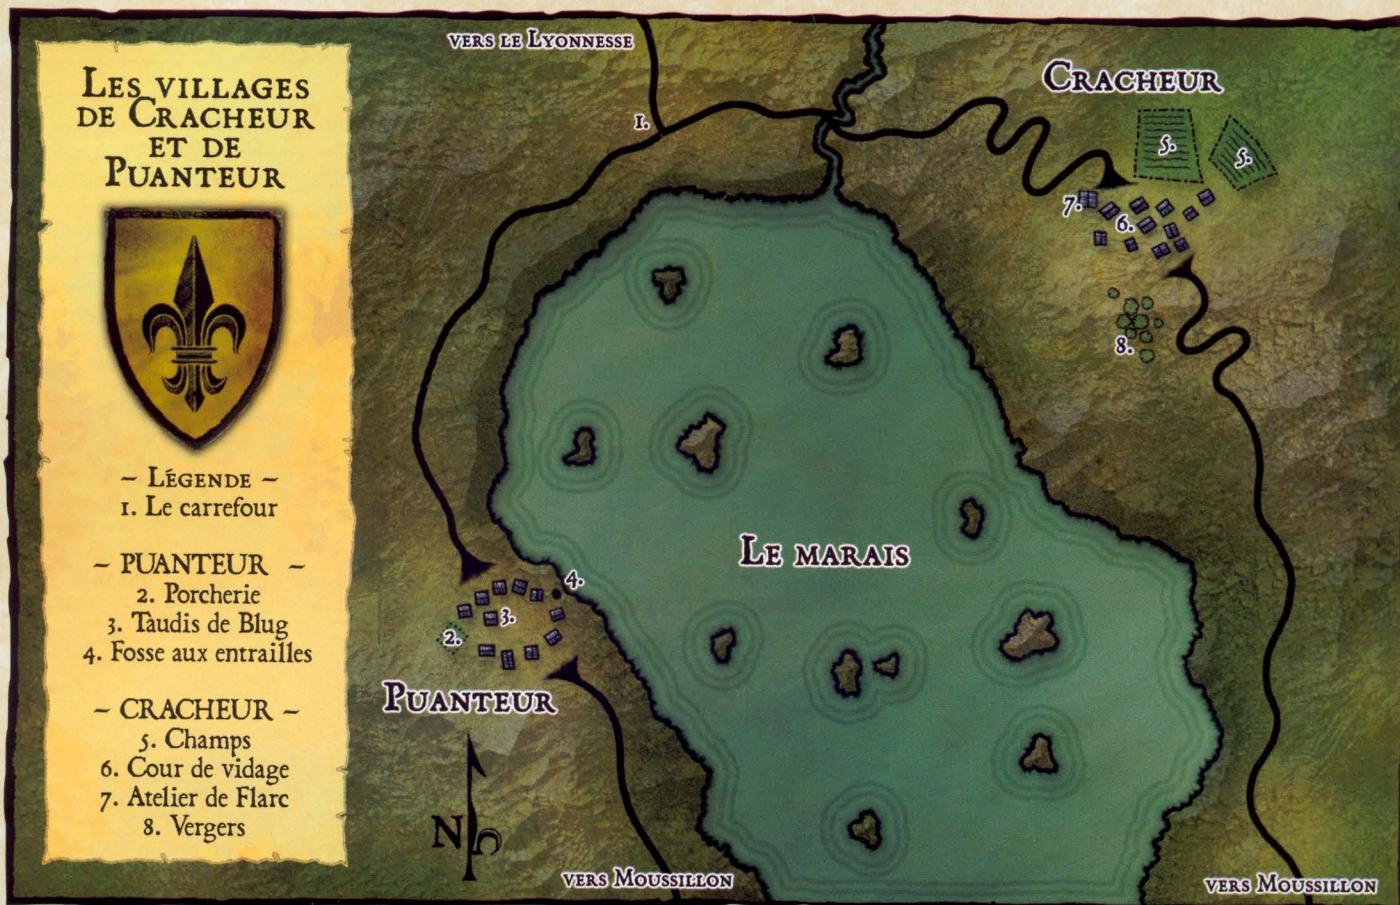 Les villages
de Cracheur
et de
Puanteur
~ Légende ~
1. Le carrefour
~ PUANTEUR ~
2. Porcherie
3. Taudis de Blug
4. Fosse aux entrailles
~ CRACHEUR ~
5. Champs
6. Cour de vidage
7. Atelier de Flarc
8. Vergers
vers le Lyonnesse
1.
Cracheur
5.
5.
7.
6.
8.
Le marais
4.
3.
2.
Puanteur
N
vers Moussillon
vers Moussillon